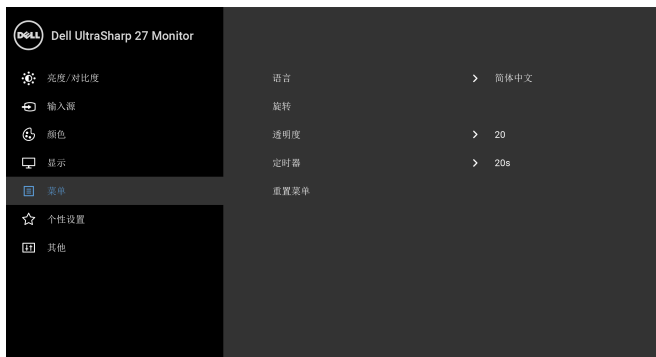 DELL Dell UltraSharp 27 Monitor
亮度/对比度 语言 简体中文
输入源 旋转
颜色 透明度 20
显示 定时器 20s
菜单 重置菜单
个性设置
其他